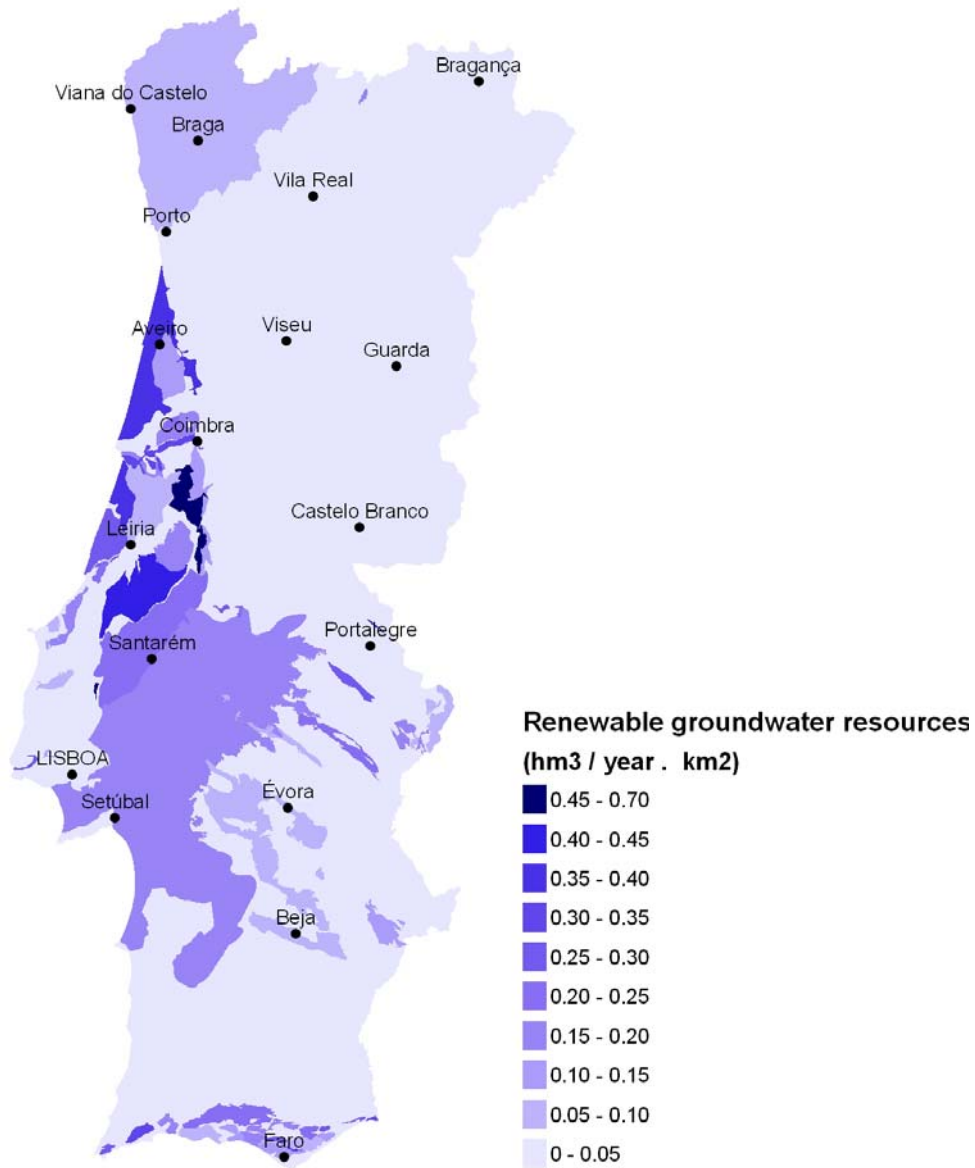 Bragança
Viana do Castelo
Braga
Vila Real
Porto
Aveiro
Viseu
Guarda
Coimbra
Castelo Branco
Leiria
Portalegre
Santarém
LISBOA
Setúbal
Évora
Beja
Faro
Renewable groundwater resources
(hm3 / year . km2)
0.45 - 0.70
0.40 - 0.45
0.35 - 0.40
0.30 - 0.35
0.25 - 0.30
0.20 - 0.25
0.15 - 0.20
0.10 - 0.15
0.05 - 0.10
0 - 0.05